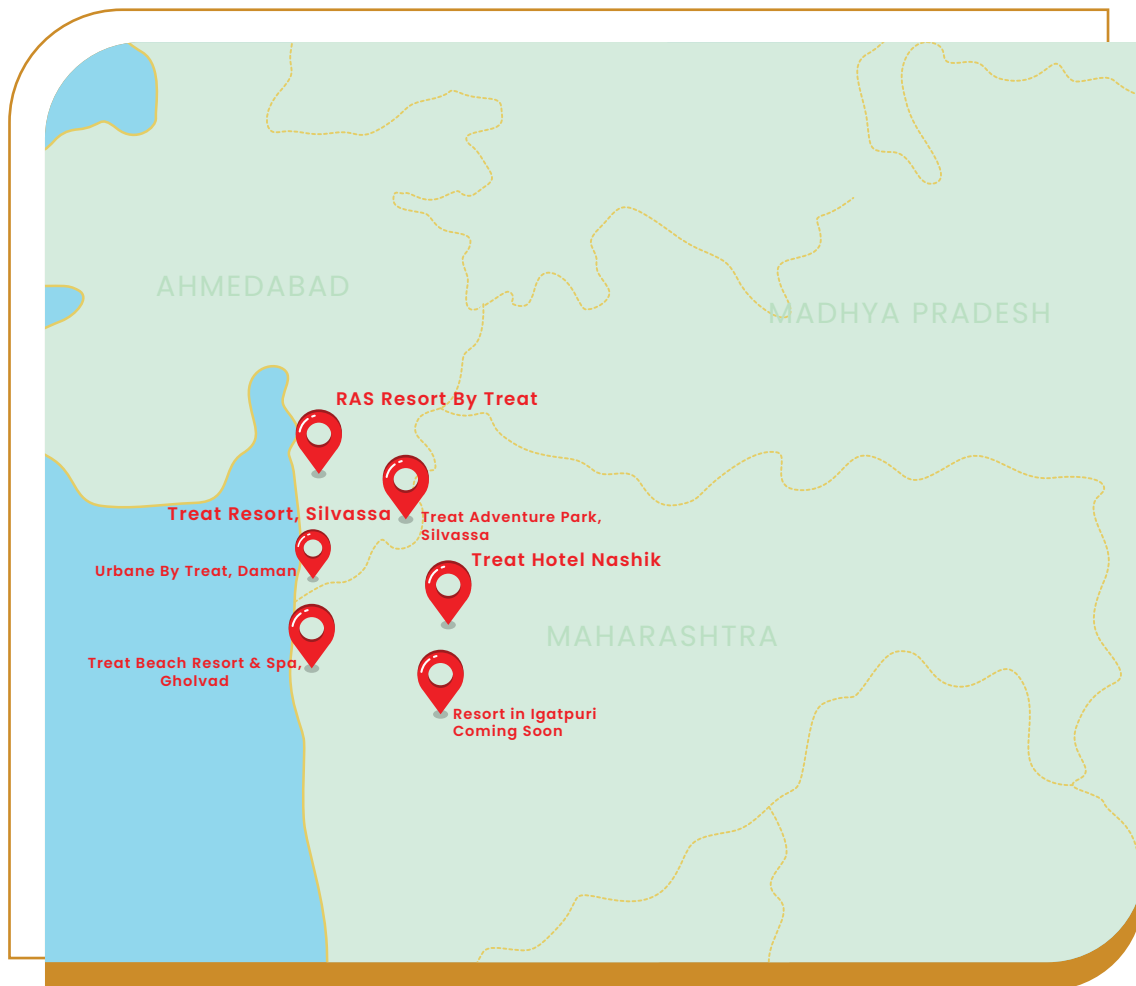 AHMEDABAD
MADHYA PRADESH
RAS Resort By Treat
Treat Resort, Silvassa
Treat Adventure Park,
Silvassa
Treat Hotel Nashik
Urbane By Treat, Daman
MAHARASHTRA
Treat Beach Resort & Spa,
Gholvad
Resort in Igatpuri
Coming Soon